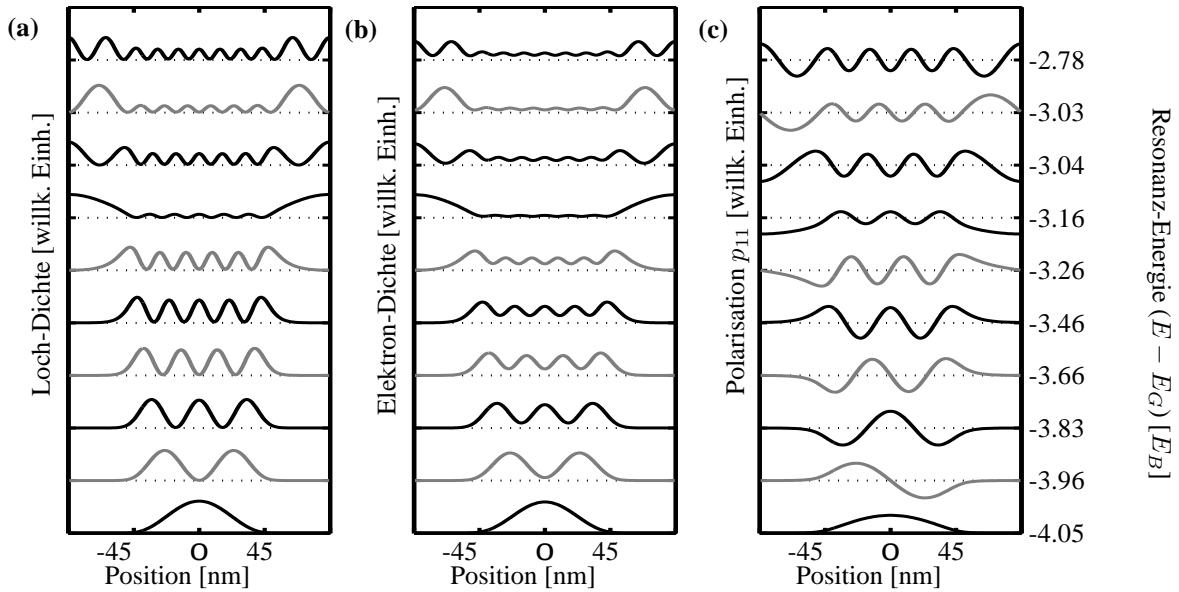 (a)
(b)
(c)
Loch-Dichte [willk. Einh.]
Elektron-Dichte [willk. Einh.]
Polarisation p₁₁ [willk. Einh.]
-2.78
-3.03
-3.04
-3.16
-3.26
-3.46
-3.66
-3.83
-3.96
-4.05
Resonanz-Energie (E − E_G) [E_B]
-45 0 45
-45 0 45
-45 0 45
Position [nm]
Position [nm]
Position [nm]